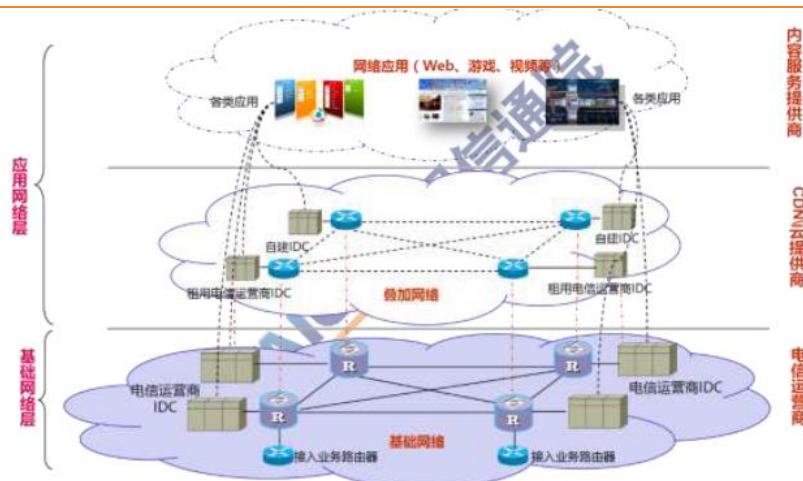 网络应用（Web、游戏、视频等）
各类应用
各类应用
内容服务提供商
应用网络层
自建IDC
自建IDC
租用电信运营商IDC
租用电信运营商IDC
叠加网络
CDN/云提供商
基础网络层
电信运营商
IDC
电信运营商IDC
R
R
R
R
基础网络
接入业务路由器
接入业务路由器
电信运营商
信通院